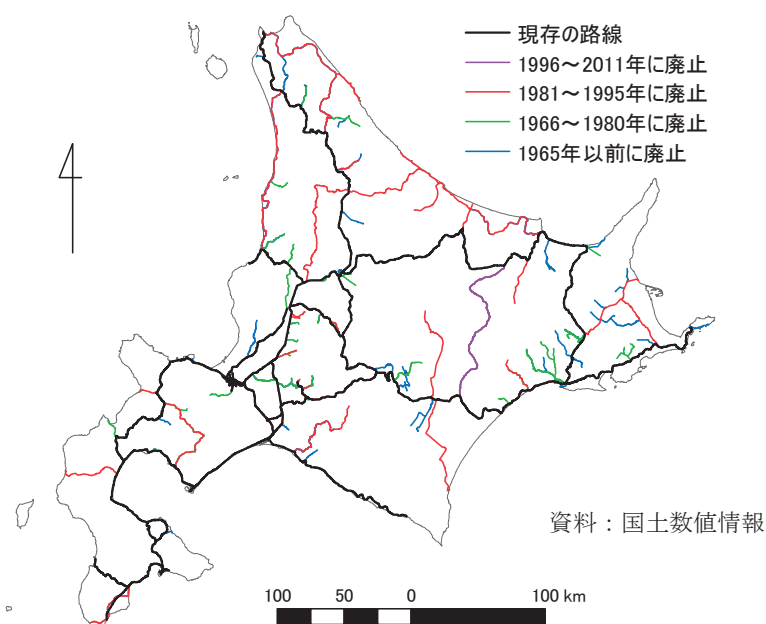 現存の路線
1996～2011年に廃止
1981～1995年に廃止
1966～1980年に廃止
1965年以前に廃止
資料：国土数値情報
100 50 0 100 km